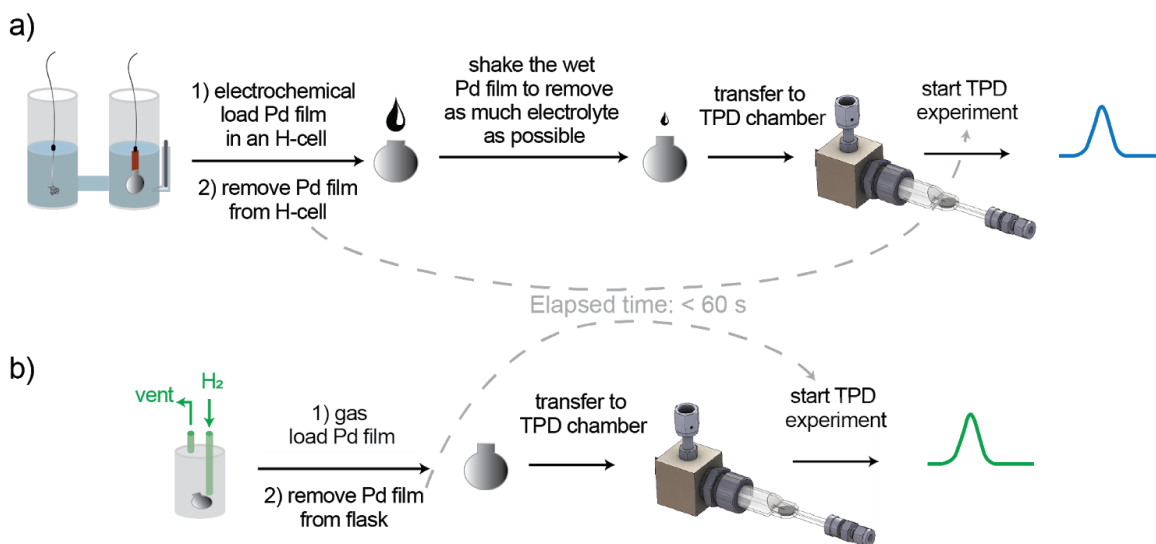 a)
1) electrochemical
load Pd film
in an H-cell
2) remove Pd film
from H-cell
shake the wet
Pd film to remove
as much electrolyte
as possible
transfer to
TPD chamber
start TPD
experiment
Elapsed time: < 60 s
b)
vent
H₂
1) gas
load Pd film
2) remove Pd film
from flask
transfer to
TPD chamber
start TPD
experiment